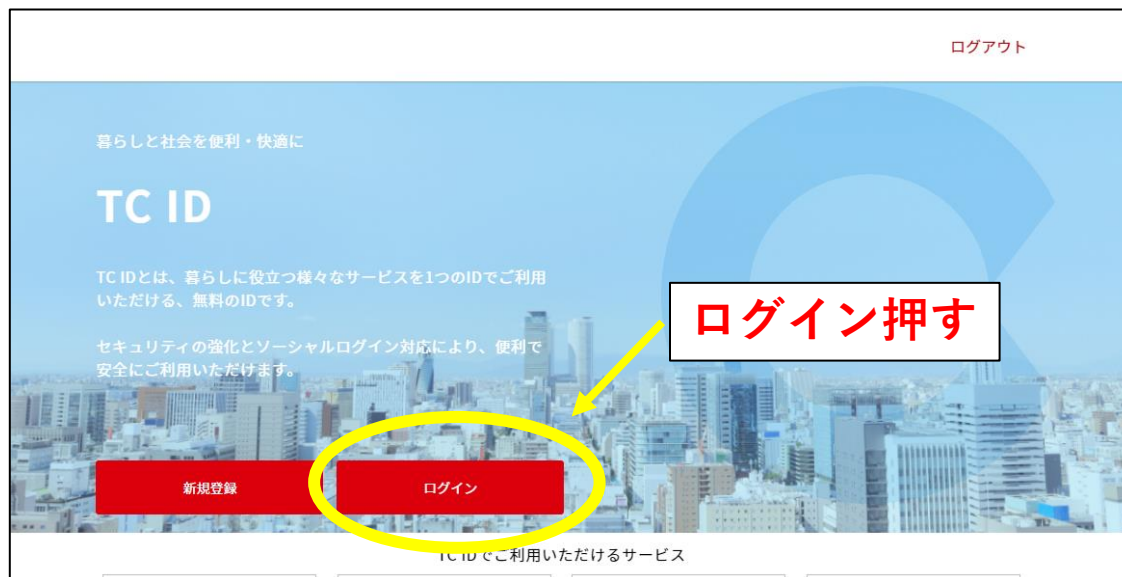 ログアウト
暮らしと社会を便利・快適に
TC ID
TC IDとは、暮らしに役立つ様々なサービスを1つのIDでご利用
いただける、無料のIDです。
ログイン押す
セキュリティの強化とソーシャルログイン対応により、便利で
安全にご利用いただけます。
新規登録
ログイン
TC IDでご利用いただけるサービス